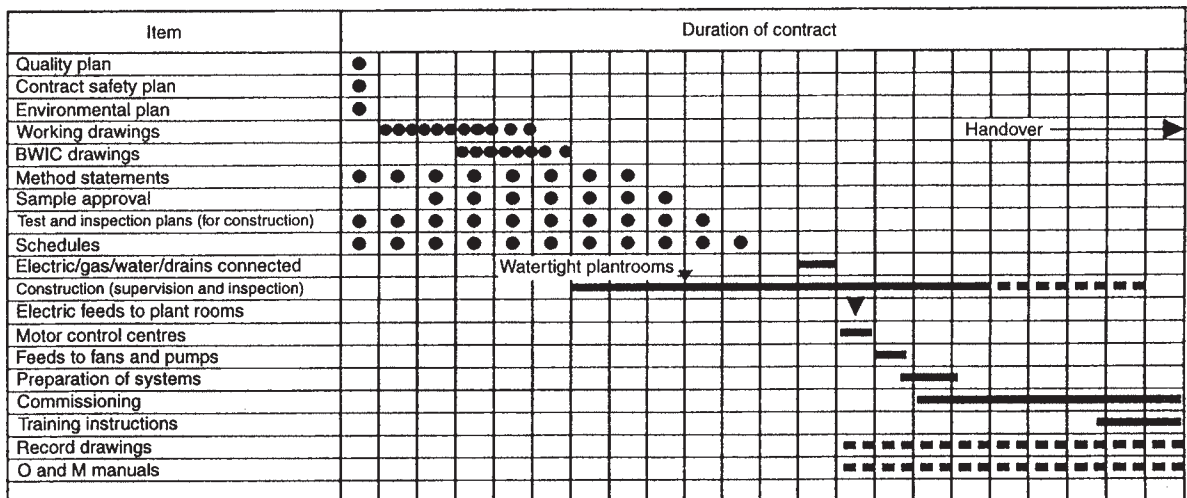 Item
Duration of contract
Quality plan
Contract safety plan
Environmental plan
Working drawings
Handover
BWIC drawings
Method statements
Sample approval
Test and inspection plans (for construction)
Schedules
Electric/gas/water/drains connected
Watertight plantrooms
Construction (supervision and inspection)
Electric feeds to plant rooms
Motor control centres
Feeds to fans and pumps
Preparation of systems
Commissioning
Training instructions
Record drawings
O and M manuals